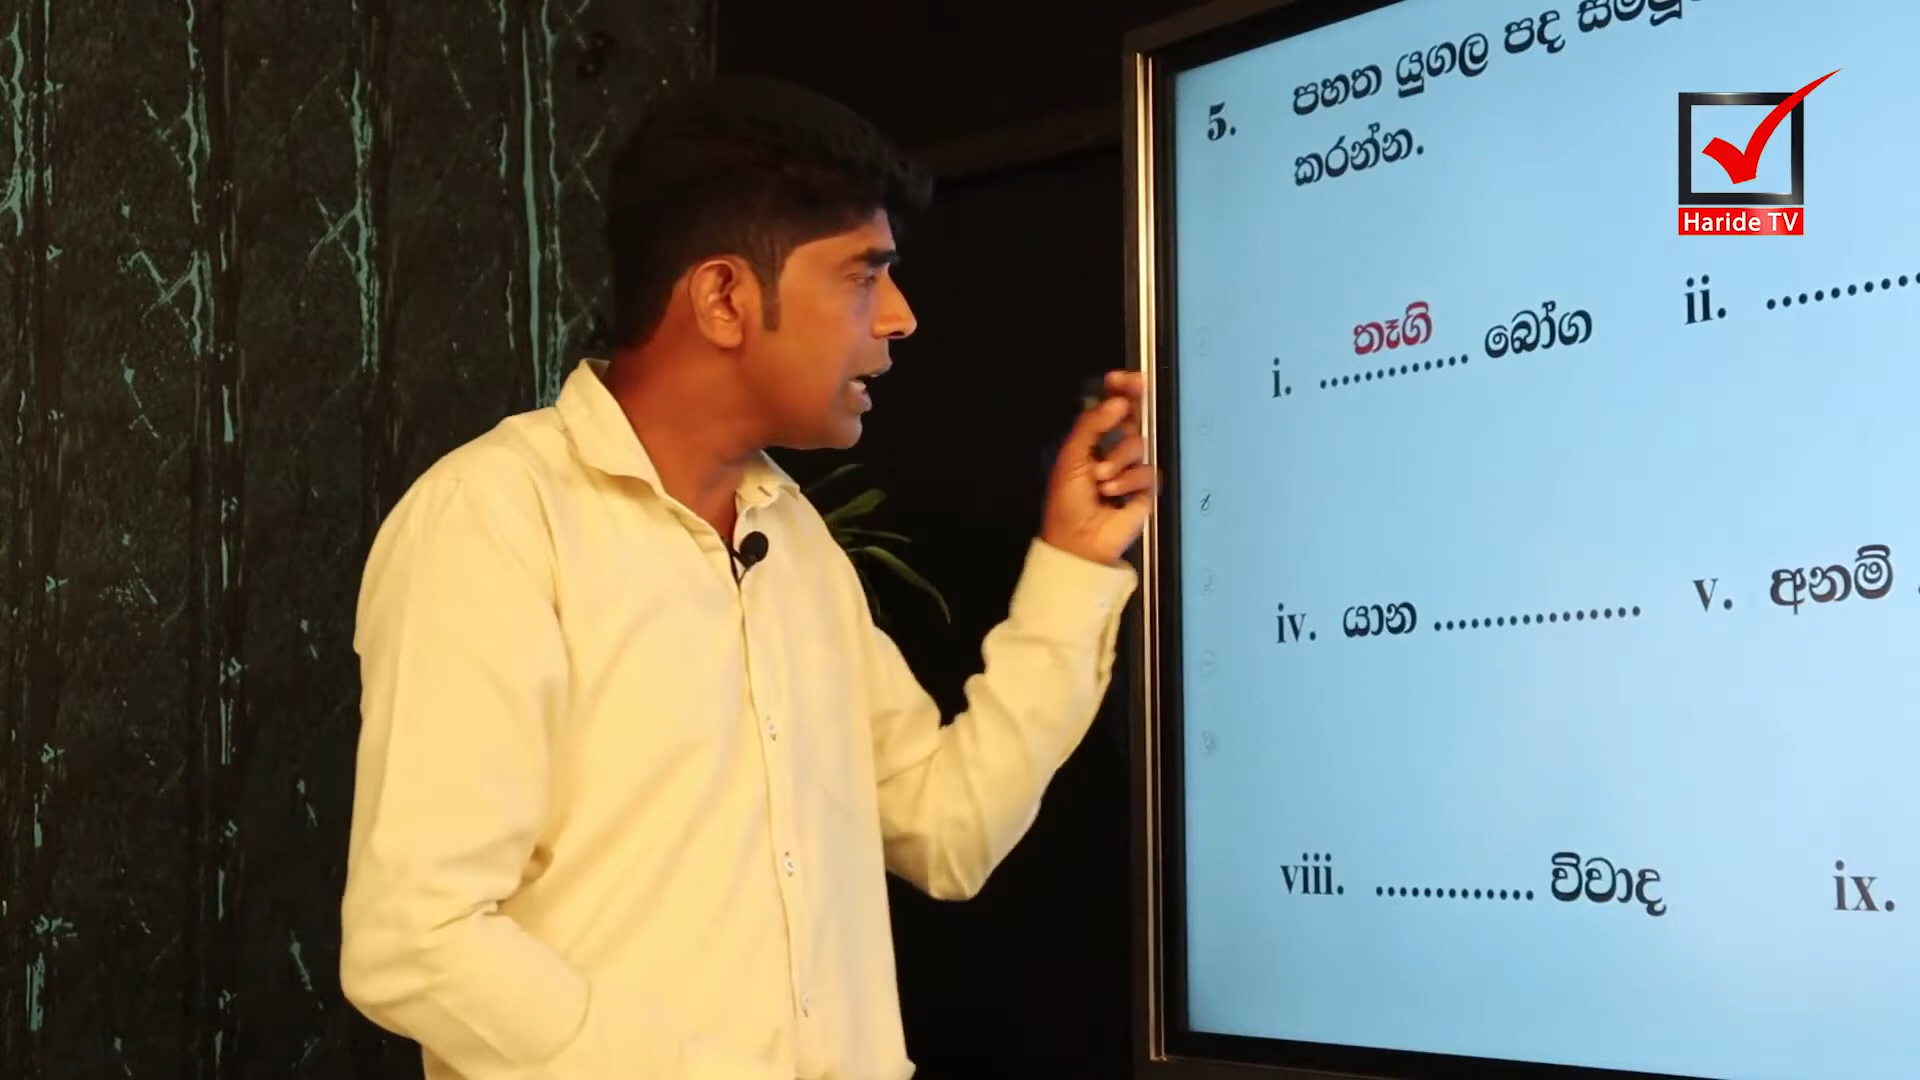 5. පහත යුගල පද
කරන්න.
Haride TV
i. තෑගි ............. බෝග
ii. ..........
iv. යාන ................
v. අනම්
viii. ............. විවාද
ix.